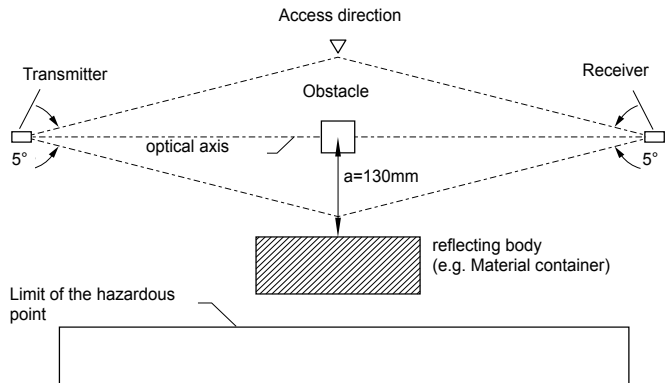 Access direction
Transmitter
Receiver
Obstacle
optical axis
5°
5°
a=130mm
reflecting body
(e.g. Material container)
Limit of the hazardous
point